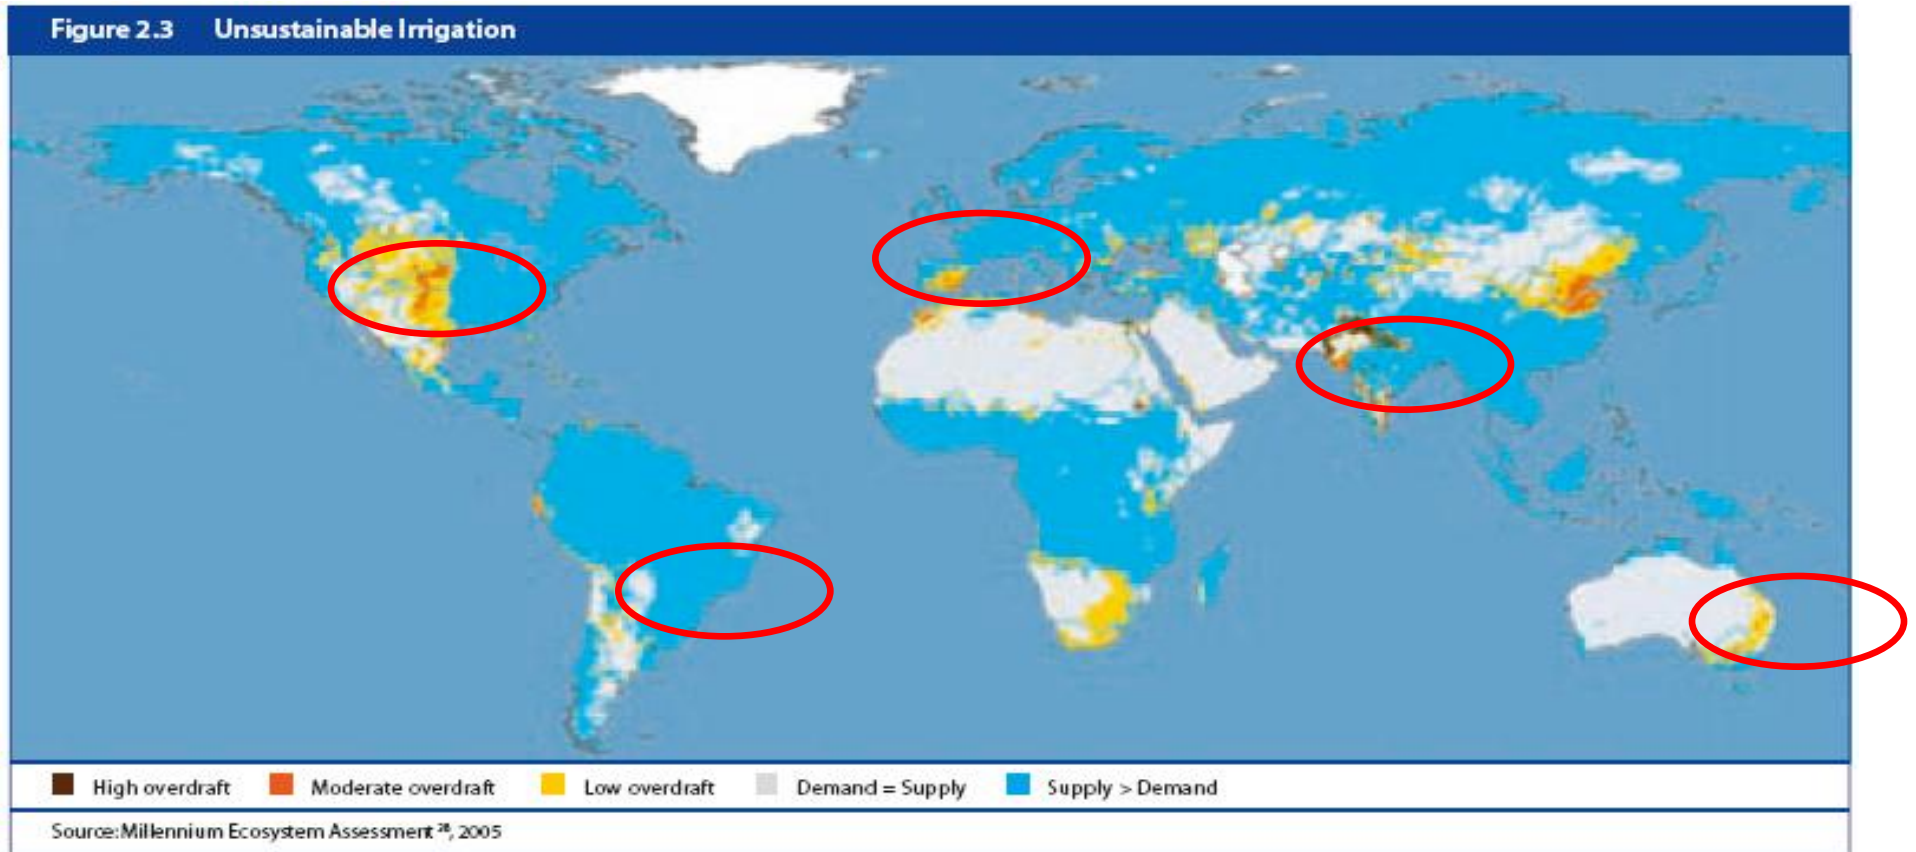 Figure 2.3 Unsustainable Irrigation
High overdraft Moderate overdraft Low overdraft Demand = Supply Supply > Demand
Source:Millennium Ecosystem Assessment ²⁸, 2005